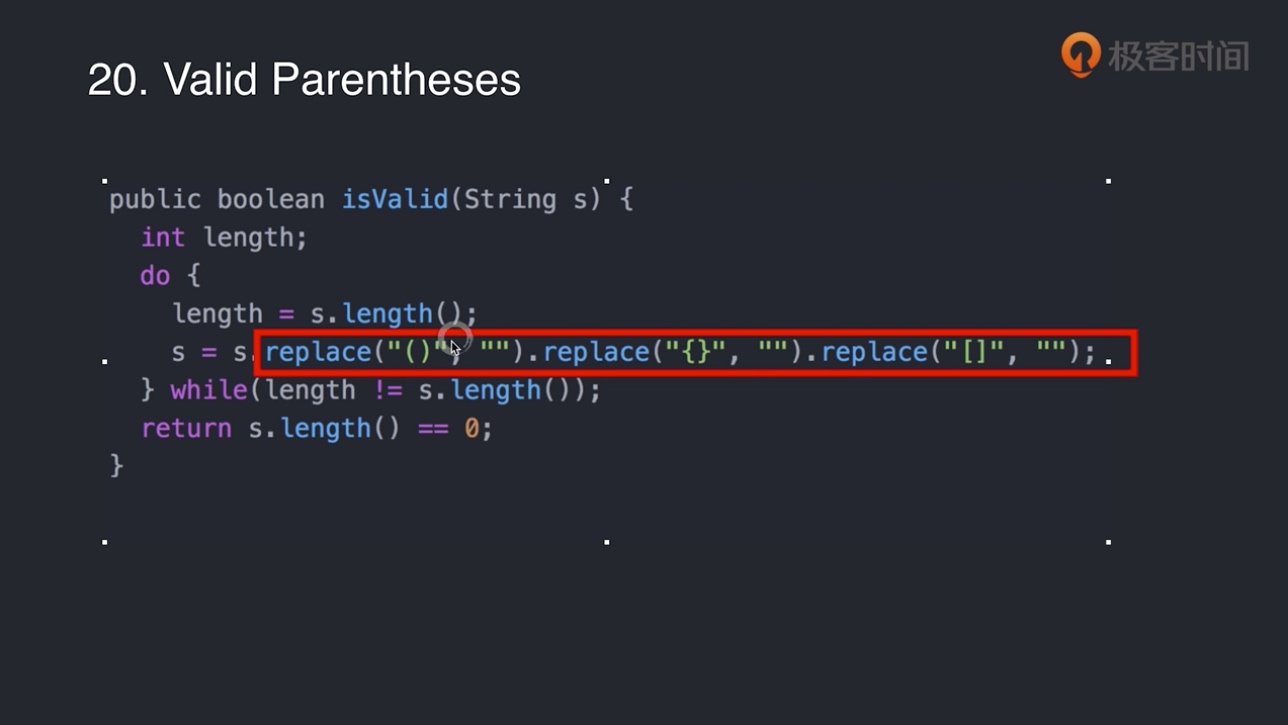 极客时间
20. Valid Parentheses
public boolean isValid(String s) {
int length;
do {
length = s.length();
s = s.replace("()", "").replace("{}", "").replace("[]", "");
} while(length != s.length());
return s.length() == 0;
}